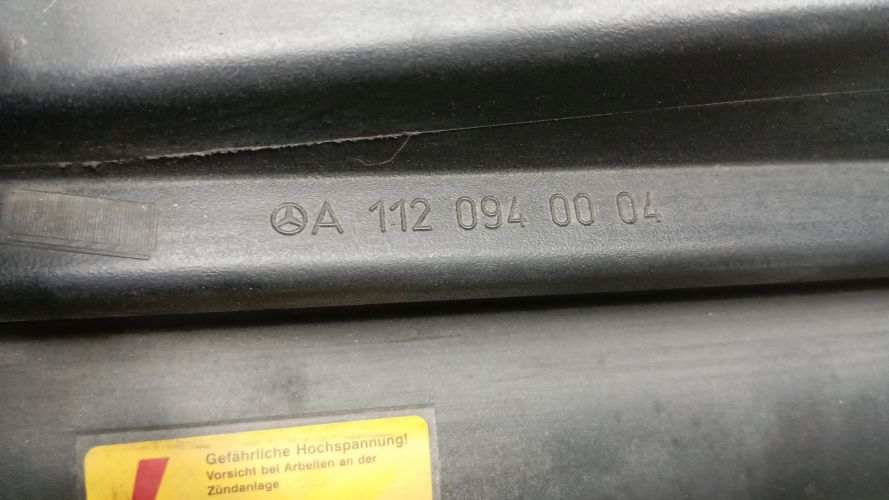 A 112 094 00 04
Gefährliche Hochspannung!
Vorsicht bei Arbeiten an der
Zündanlage